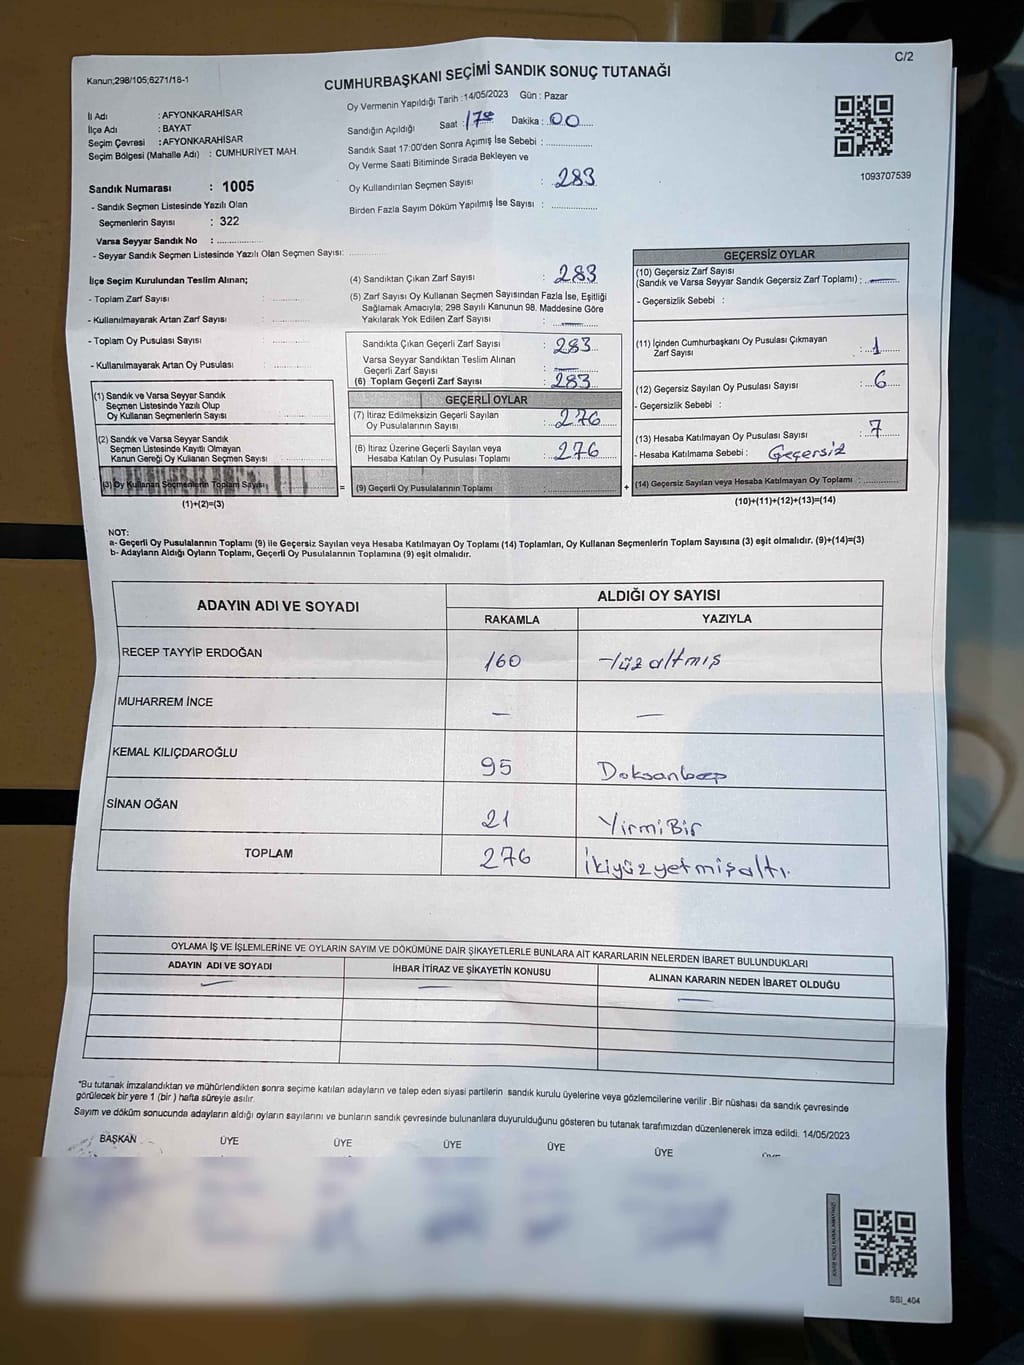 C/2
Kanun;298/105;6271/18-1
CUMHURBAŞKANI SEÇİMİ SANDIK SONUÇ TUTANAĞI
İl Adı : AFYONKARAHİSAR
İlçe Adı : BAYAT
Seçim Çevresi : AFYONKARAHİSAR
Seçim Bölgesi (Mahalle Adı) : CUMHURİYET MAH.
Oy Vermenin Yapıldığı Tarih :14/05/2023 Gün : Pazar
Sandığın Açıldığı Saat : 17 00 Dakika : 00
Sandık Saat 17:00'den Sonra Açımış İse Sebebi :
Oy Verme Saati Bitiminde Sırada Bekleyen ve
Oy Kullandırılan Seçmen Sayısı : 283
Birden Fazla Sayım Döküm Yapılmış İse Sayısı :
1093707539
Sandık Numarası : 1005
- Sandık Seçmen Listesinde Yazılı Olan
Seçmenlerin Sayısı : 322
Varsa Seyyar Sandık No :
- Seyyar Sandık Seçmen Listesinde Yazılı Olan Seçmen Sayısı:
İlçe Seçim Kurulundan Teslim Alınan;
- Toplam Zarf Sayısı :
- Kullanılmayarak Artan Zarf Sayısı :
- Toplam Oy Pusulası Sayısı :
- Kullanılmayarak Artan Oy Pusulası :
(1) Sandık ve Varsa Seyyar Sandık
Seçmen Listesinde Yazılı Olup
Oy Kullanan Seçmenlerin Sayısı :
(2) Sandık ve Varsa Seyyar Sandık
Seçmen Listesinde Kayıtlı Olmayan
Kanun Gereği Oy Kullanan Seçmen Sayısı :
(3) Oy Kullanan Seçmenlerin Toplam Sayısı :
(1)+(2)=(3)
(4) Sandıktan Çıkan Zarf Sayısı : 283
(5) Zarf Sayısı Oy Kullanan Seçmen Sayısından Fazla İse, Eşitliği
Sağlamak Amacıyla; 298 Sayılı Kanunun 98. Maddesine Göre
Yakılarak Yok Edilen Zarf Sayısı : —
Sandıkta Çıkan Geçerli Zarf Sayısı : 283
Varsa Seyyar Sandıktan Teslim Alınan
Geçerli Zarf Sayısı : —
(6) Toplam Geçerli Zarf Sayısı : 283
GEÇERLİ OYLAR
(7) İtiraz Edilmeksizin Geçerli Sayılan
Oy Pusulalarının Sayısı : 276
(8) İtiraz Üzerine Geçerli Sayılan veya
Hesaba Katılan Oy Pusulası Toplamı : 276
= (9) Geçerli Oy Pusulalarının Toplamı : +
GEÇERSİZ OYLAR
(10) Geçersiz Zarf Sayısı
(Sandık ve Varsa Seyyar Sandık Geçersiz Zarf Toplamı) : —
- Geçersizlik Sebebi :
(11) İçinden Cumhurbaşkanı Oy Pusulası Çıkmayan
Zarf Sayısı : 1
(12) Geçersiz Sayılan Oy Pusulası Sayısı : 6
- Geçersizlik Sebebi :
(13) Hesaba Katılmayan Oy Pusulası Sayısı : 7
- Hesaba Katılmama Sebebi : Geçersiz
(14) Geçersiz Sayılan veya Hesaba Katılmayan Oy Toplamı :
(10)+(11)+(12)+(13)=(14)
NOT:
a- Geçerli Oy Pusulalarının Toplamı (9) ile Geçersiz Sayılan veya Hesaba Katılmayan Oy Toplamı (14) Toplamları, Oy Kullanan Seçmenlerin Toplam Sayısına (3) eşit olmalıdır. (9)+(14)=(3)
b- Adayların Aldığı Oyların Toplamı, Geçerli Oy Pusulalarının Toplamına (9) eşit olmalıdır.
ADAYIN ADI VE SOYADI ALDIĞI OY SAYISI
RAKAMLA YAZIYLA
RECEP TAYYİP ERDOĞAN 160 Yüzaltmış
MUHARREM İNCE — —
KEMAL KILIÇDAROĞLU 95 Doksanbeş
SİNAN OĞAN 21 YirmiBir
TOPLAM 276 İkiyüzyetmişaltı.
OYLAMA İŞ VE İŞLEMLERİNE VE OYLARIN SAYIM VE DÖKÜMÜNE DAİR ŞİKAYETLERLE BUNLARA AİT KARARLARIN NELERDEN İBARET BULUNDUKLARI
ADAYIN ADI VE SOYADI İHBAR İTİRAZ VE ŞİKAYETİN KONUSU ALINAN KARARIN NEDEN İBARET OLDUĞU
— — —
"Bu tutanak imzalandıktan ve mühürlendikten sonra seçime katılan adayların ve talep eden siyasi partilerin sandık kurulu üyelerine veya gözlemcilerine verilir .Bir nüshası da sandık çevresinde
görülecek bir yere 1 (bir ) hafta süreyle asılır.
Sayım ve döküm sonucunda adayların aldığı oyların sayılarını ve bunların sandık çevresinde bulunanlara duyurulduğunu gösteren bu tutanak tarafımızdan düzenlenerek imza edildi. 14/05/2023
BAŞKAN ÜYE ÜYE ÜYE ÜYE ÜYE
SSI_404